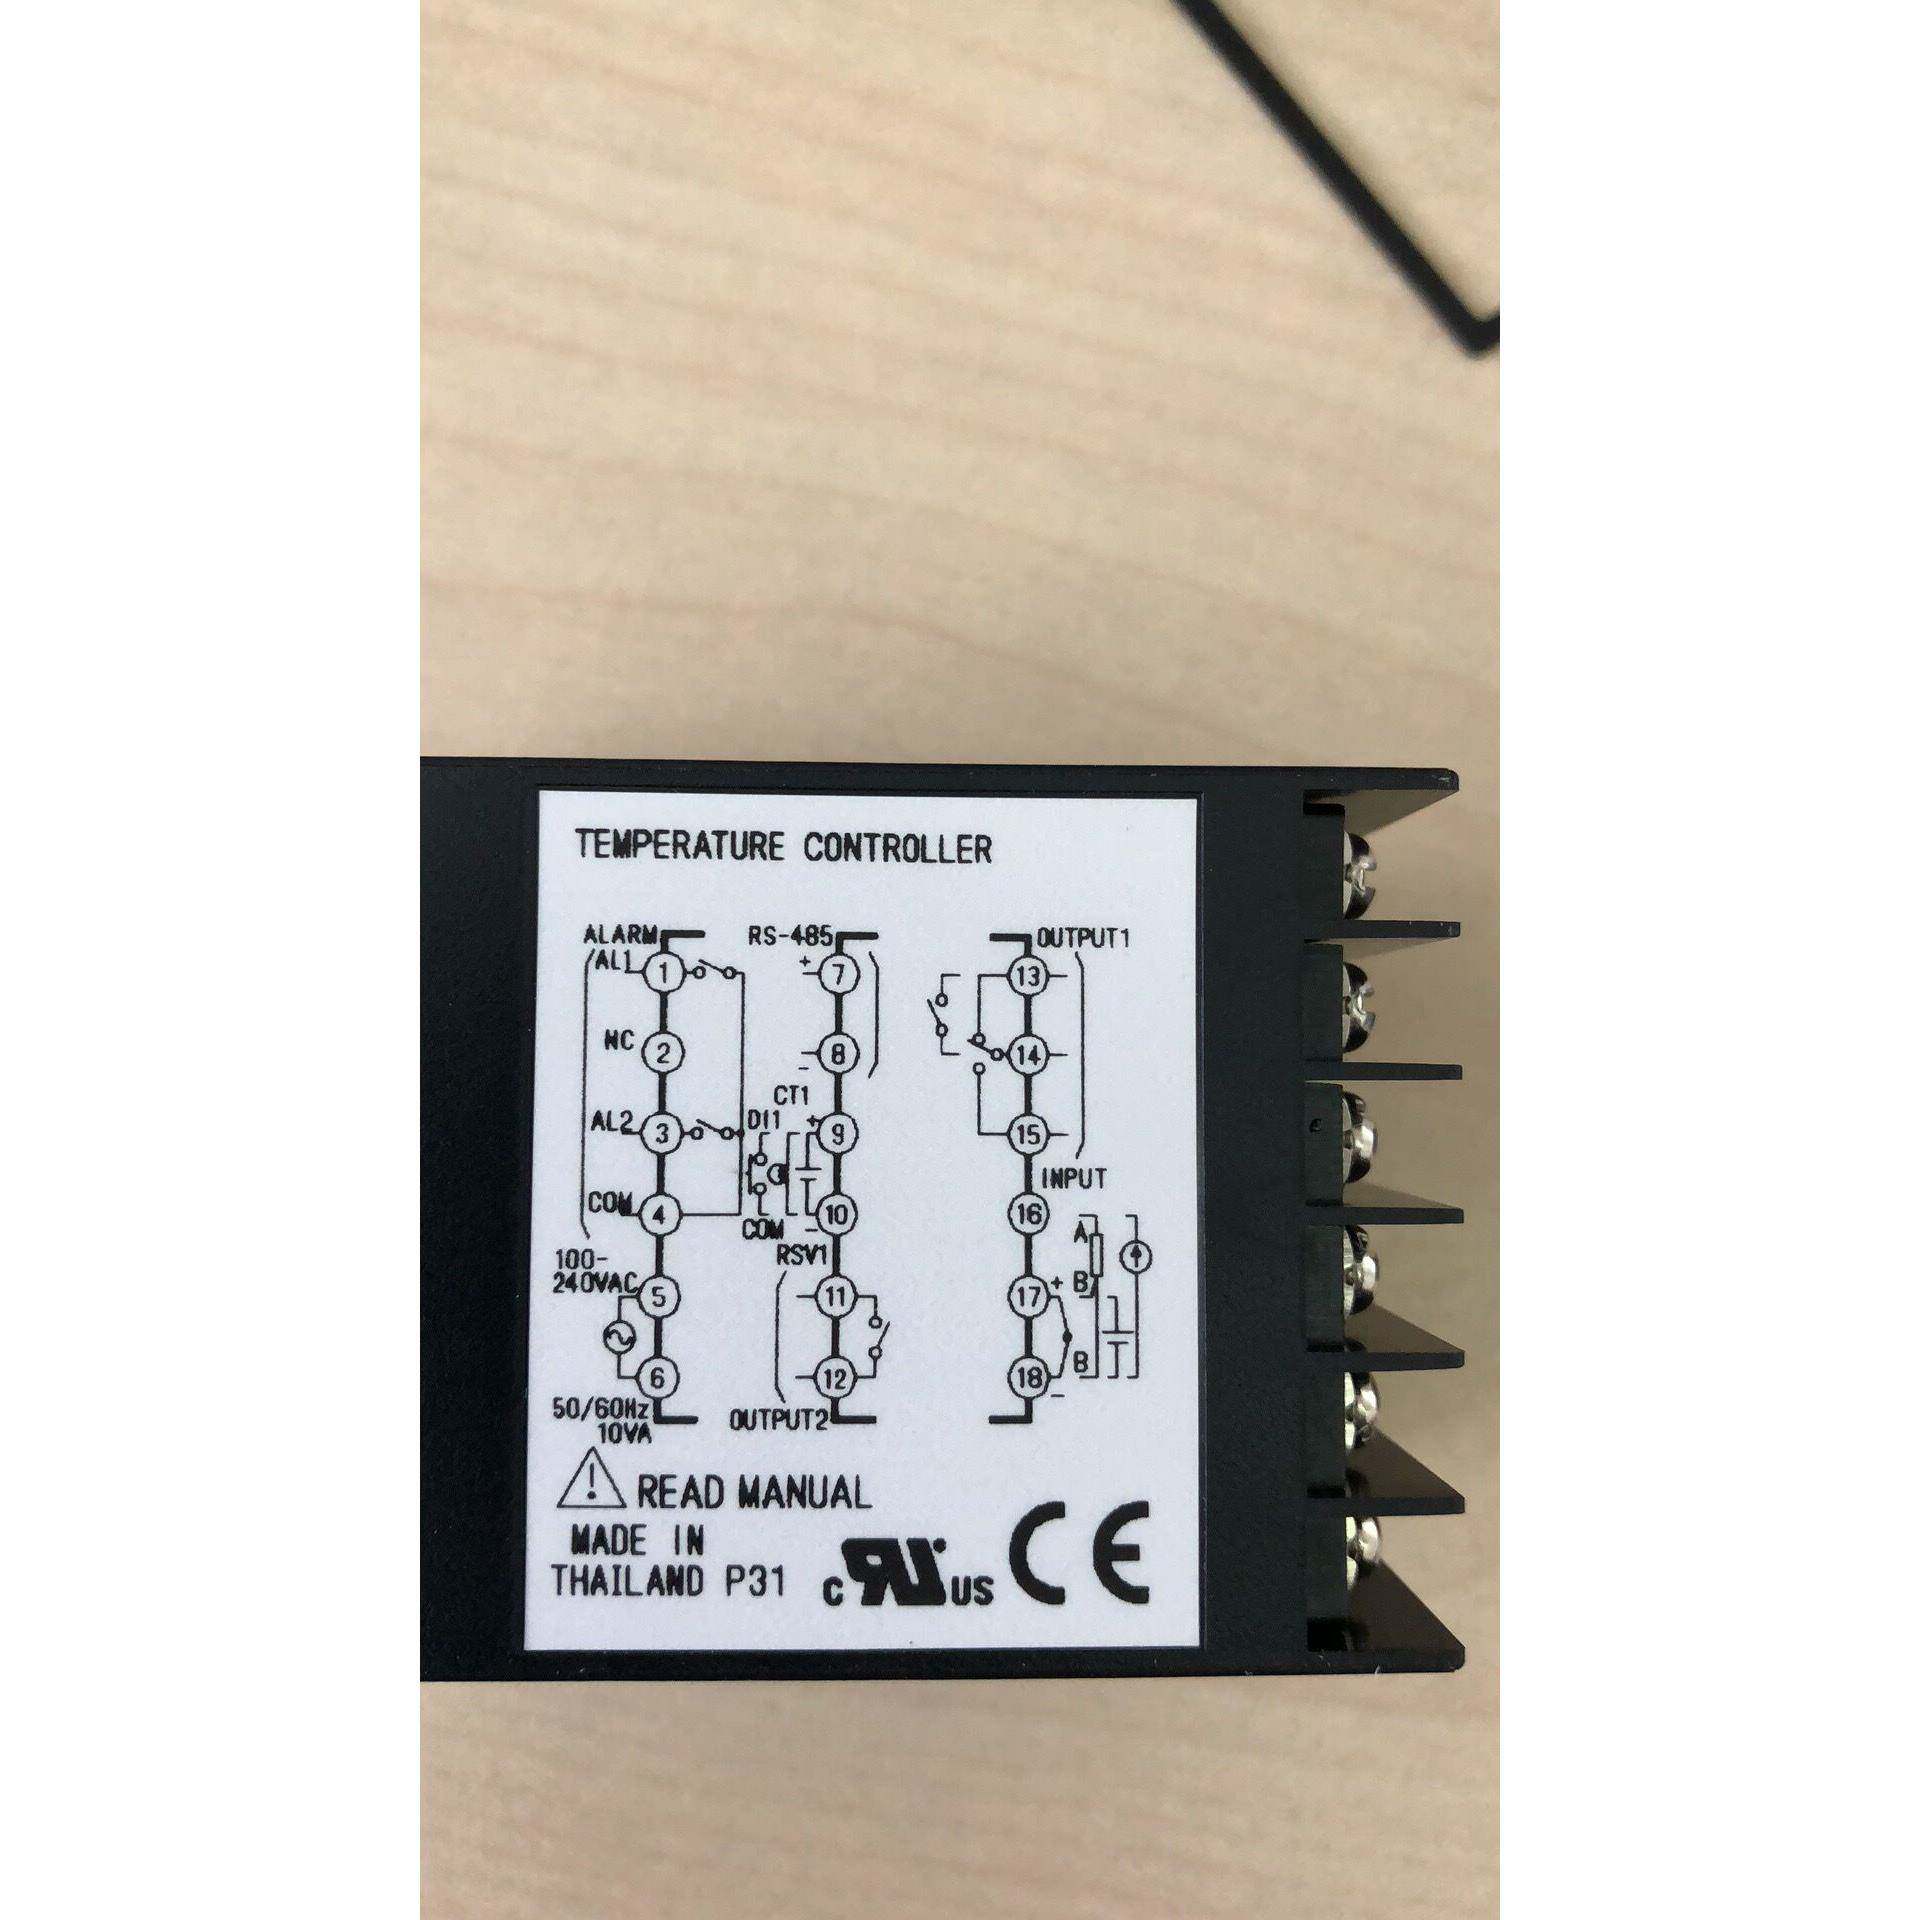 TEMPERATURE CONTROLLER
ALARM
AL1
1
NC
2
AL2
3
COM
4
100-
240VAC
5
6
50/60Hz
10VA
RS-485
+
7
8
-
CT1
DI1
+
9
10
-
COM
RSV1
11
12
OUTPUT2
OUTPUT1
13
14
15
INPUT
16
A
17
+
B
18
B
-
! READ MANUAL
MADE IN
THAILAND P31
c RU US CE